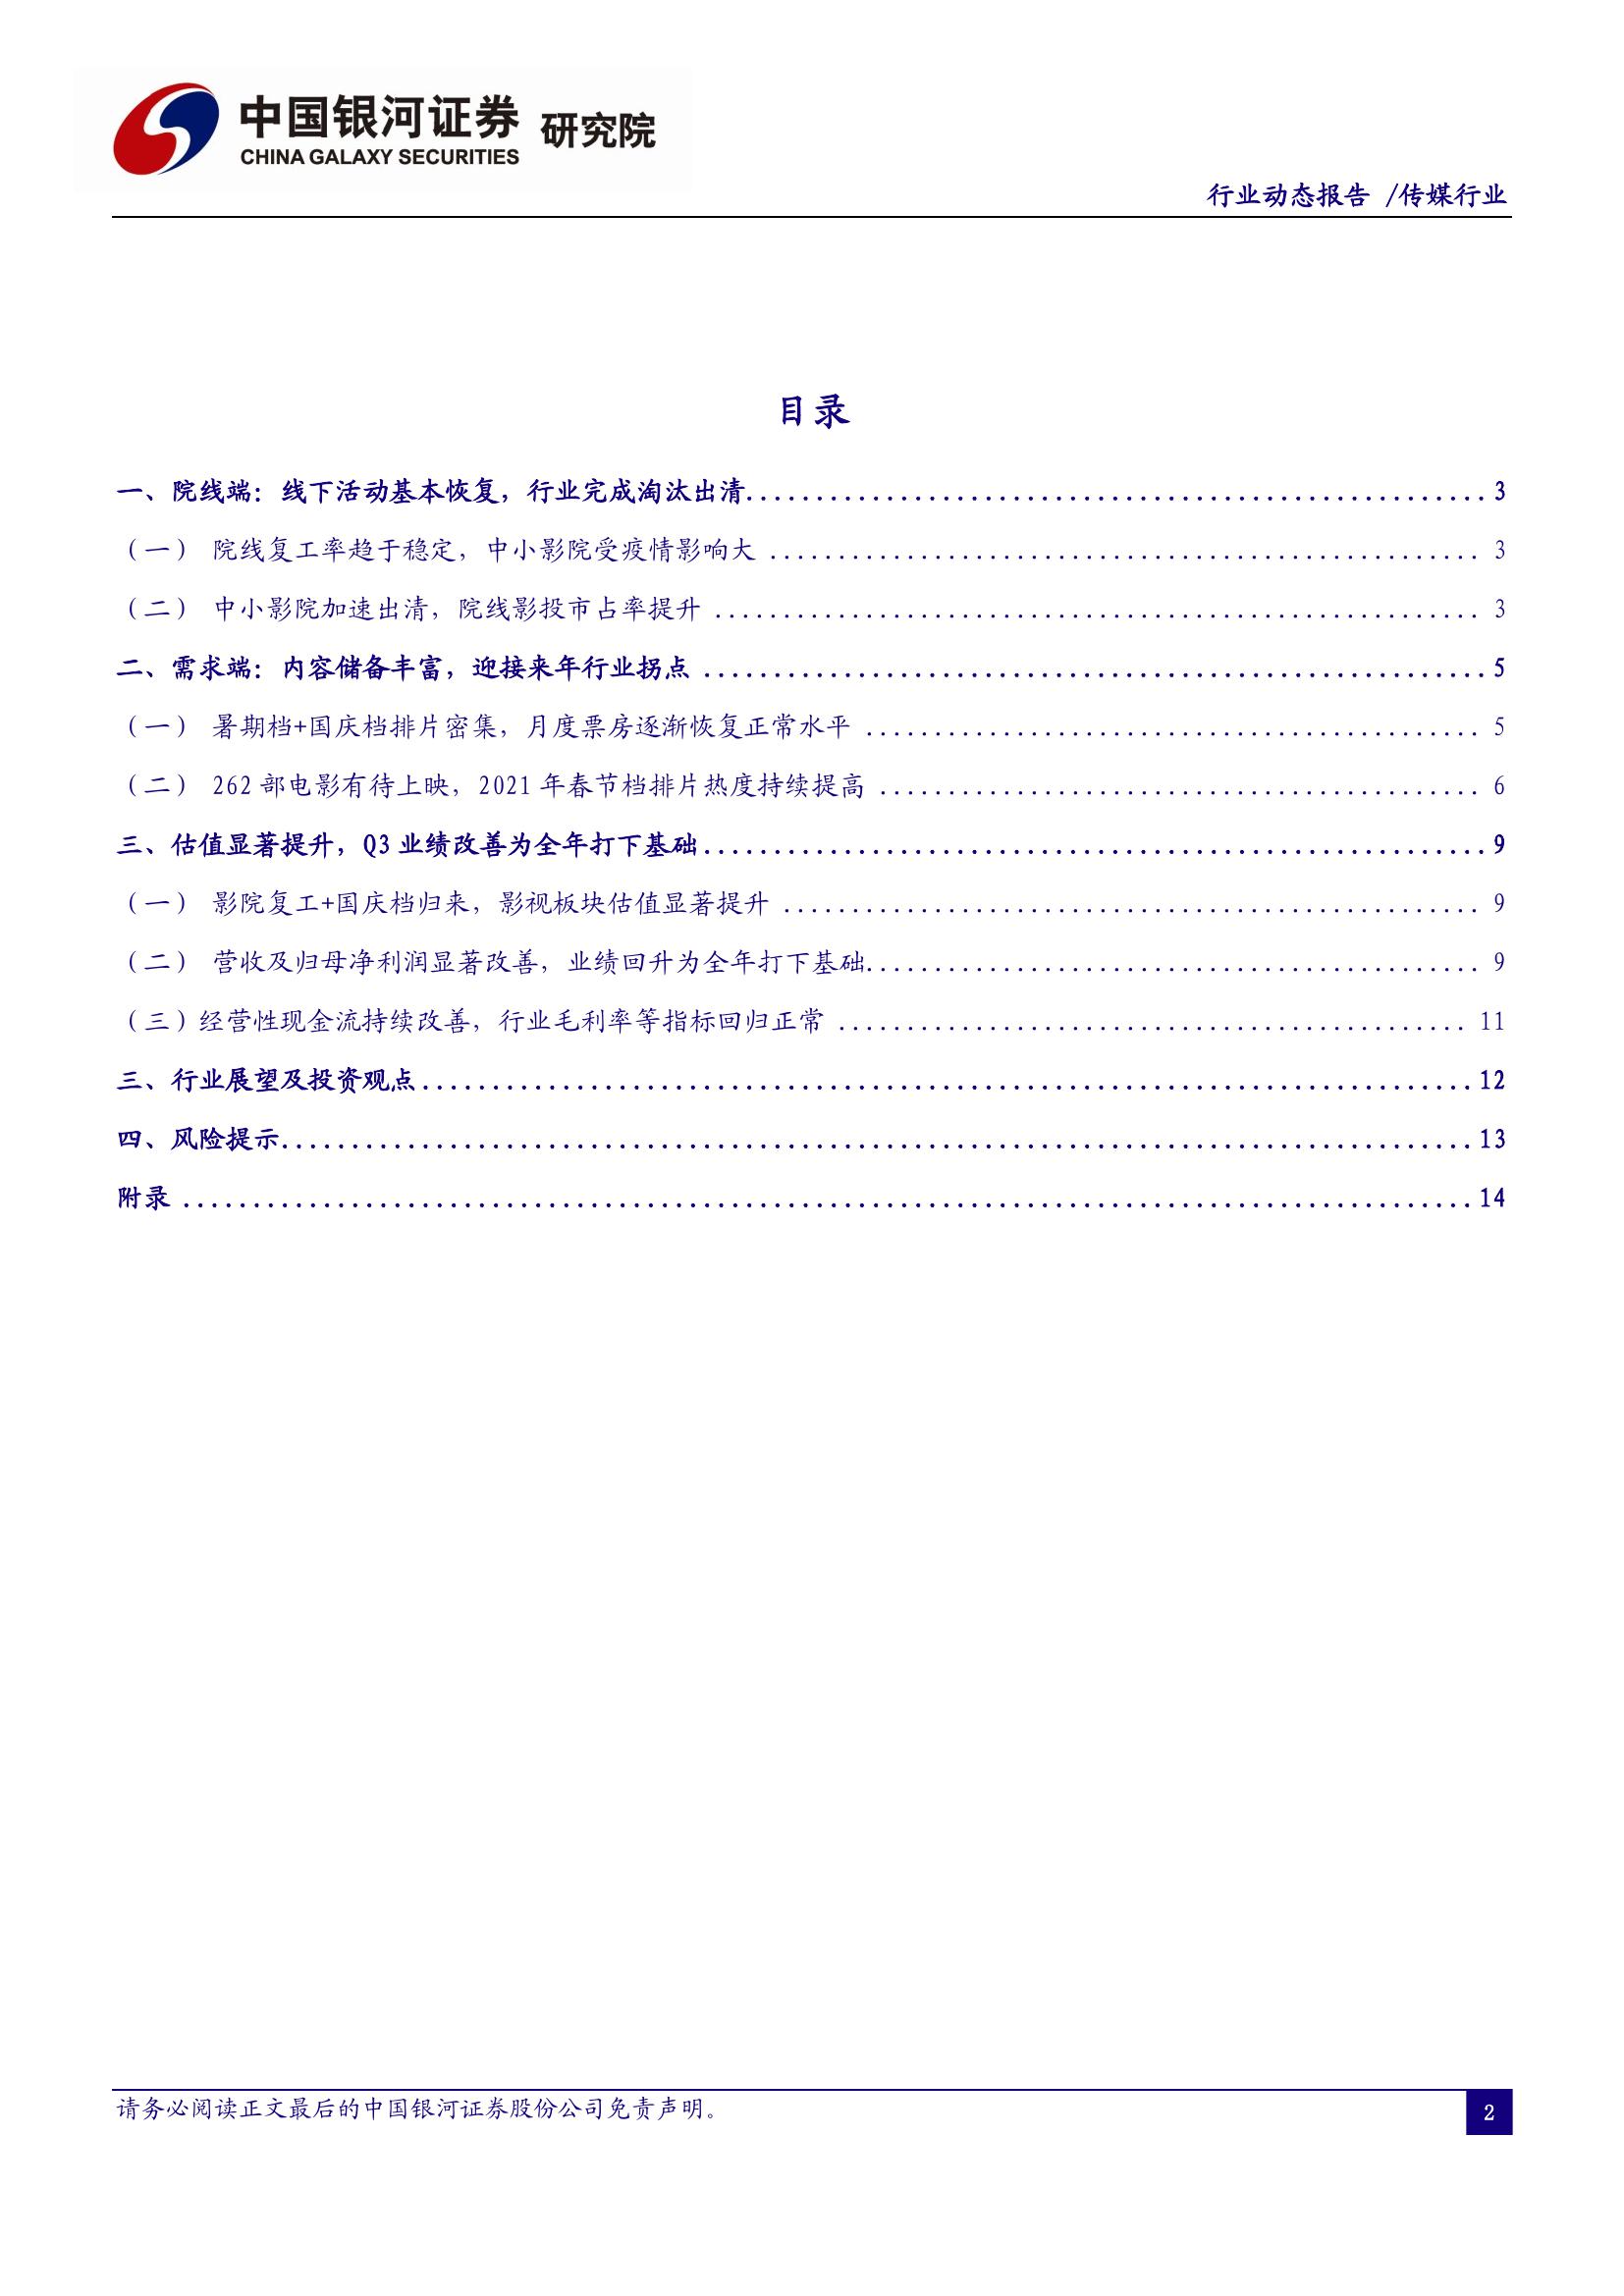 中国银河证券 研究院
CHINA GALAXY SECURITIES
行业动态报告 /传媒行业
目录
一、院线端：线下活动基本恢复，行业完成淘汰出清 3
（一） 院线复工率趋于稳定，中小影院受疫情影响大 3
（二） 中小影院加速出清，院线影投市占率提升 3
二、需求端：内容储备丰富，迎接来年行业拐点 5
（一） 暑期档+国庆档排片密集，月度票房逐渐恢复正常水平 5
（二） 262 部电影有待上映，2021 年春节档排片热度持续提高 6
三、估值显著提升，Q3 业绩改善为全年打下基础 9
（一） 影院复工+国庆档归来，影视板块估值显著提升 9
（二） 营收及归母净利润显著改善，业绩回升为全年打下基础 9
（三）经营性现金流持续改善，行业毛利率等指标回归正常 11
三、行业展望及投资观点 12
四、风险提示 13
附录 14
请务必阅读正文最后的中国银河证券股份公司免责声明。
2